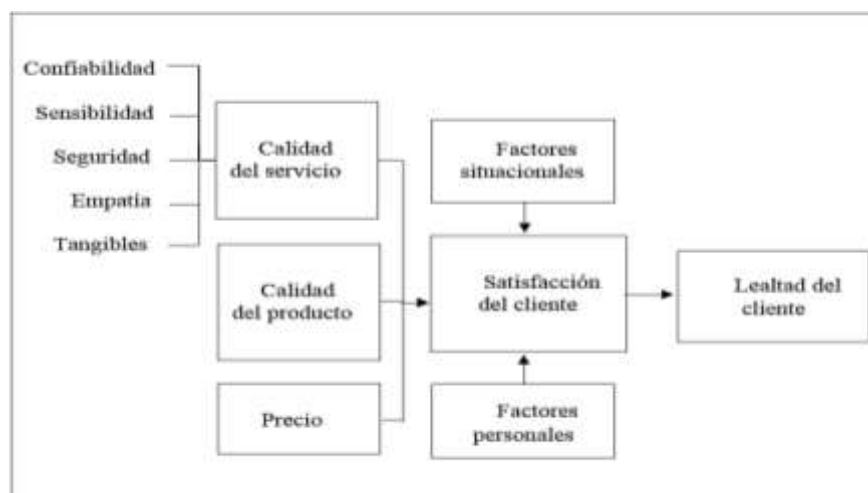 Confiabilidad
Sensibilidad
Seguridad
Empatía
Tangibles
Calidad
del servicio
Calidad
del producto
Precio
Factores
situacionales
Satisfacción
del cliente
Factores
personales
Lealtad del
cliente